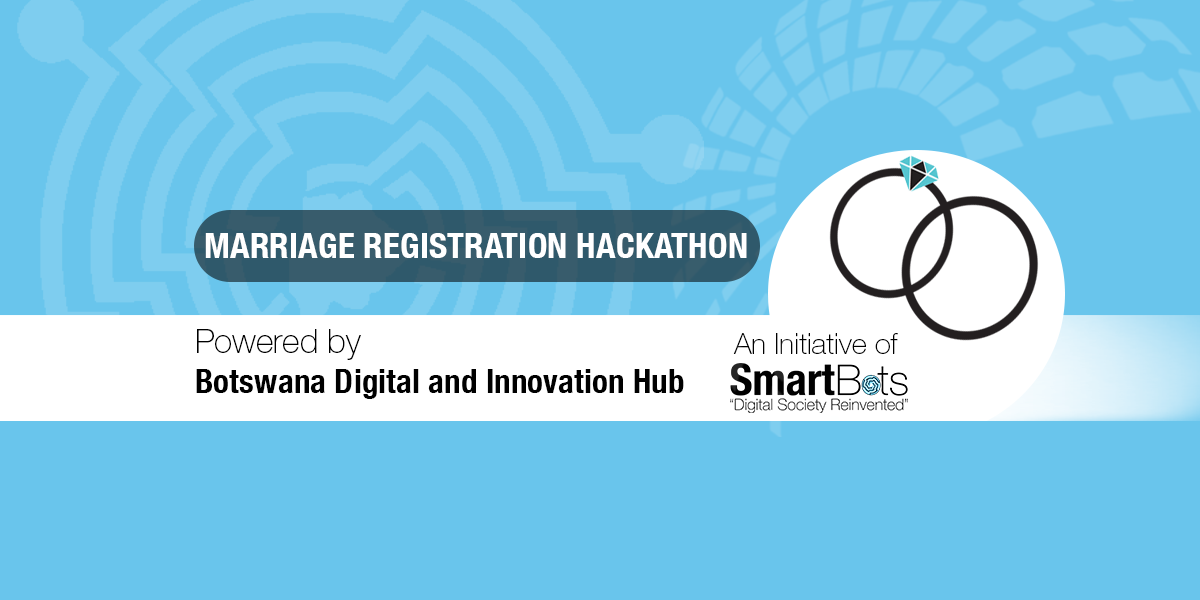 MARRIAGE REGISTRATION HACKATHON
Powered by
Botswana Digital and Innovation Hub
An Initiative of
SmartBots
“Digital Society Reinvented”